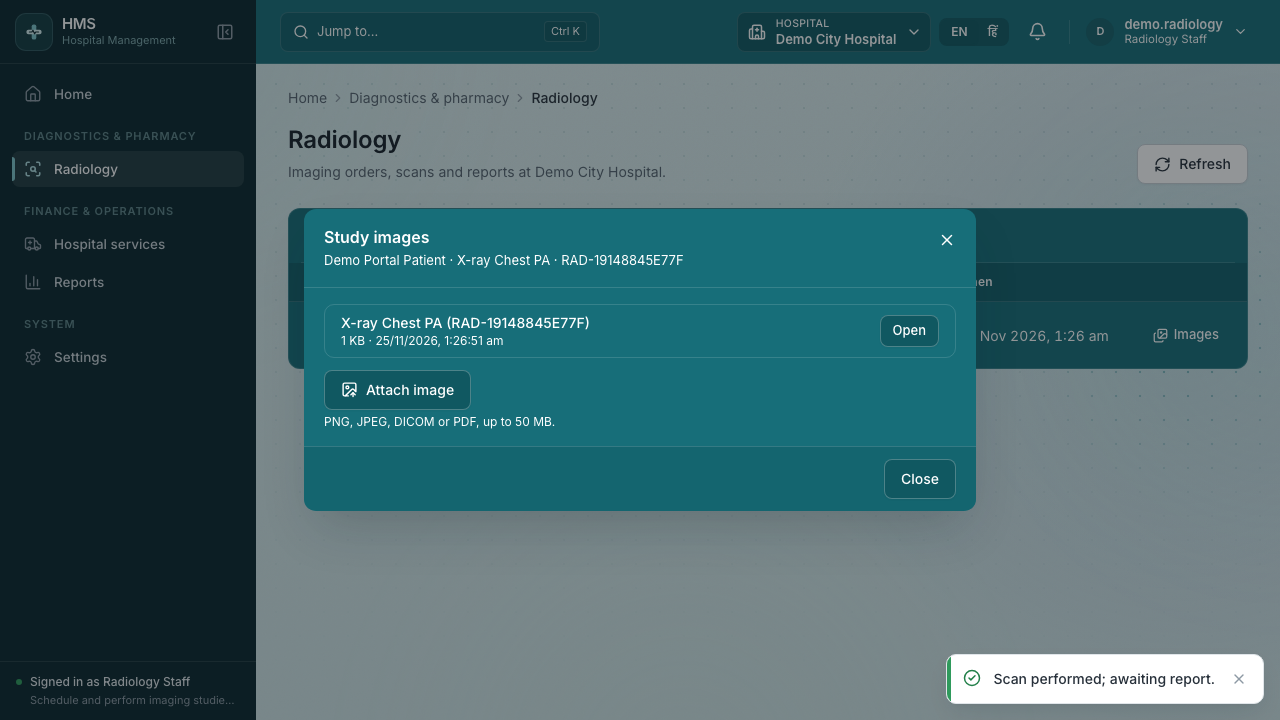 HMS
Hospital Management
Jump to...
Ctrl K
HOSPITAL
Demo City Hospital
EN
हिं
D
demo.radiology
Radiology Staff
Home
DIAGNOSTICS & PHARMACY
Radiology
FINANCE & OPERATIONS
Hospital services
Reports
SYSTEM
Settings
Signed in as Radiology Staff
Schedule and perform imaging studie...
Home
Diagnostics & pharmacy
Radiology
Radiology
Imaging orders, scans and reports at Demo City Hospital.
Refresh
Nov 2026, 1:26 am
Images
Study images
Demo Portal Patient · X-ray Chest PA · RAD-19148845E77F
X-ray Chest PA (RAD-19148845E77F)
1 KB · 25/11/2026, 1:26:51 am
Open
Attach image
PNG, JPEG, DICOM or PDF, up to 50 MB.
Close
Scan performed; awaiting report.